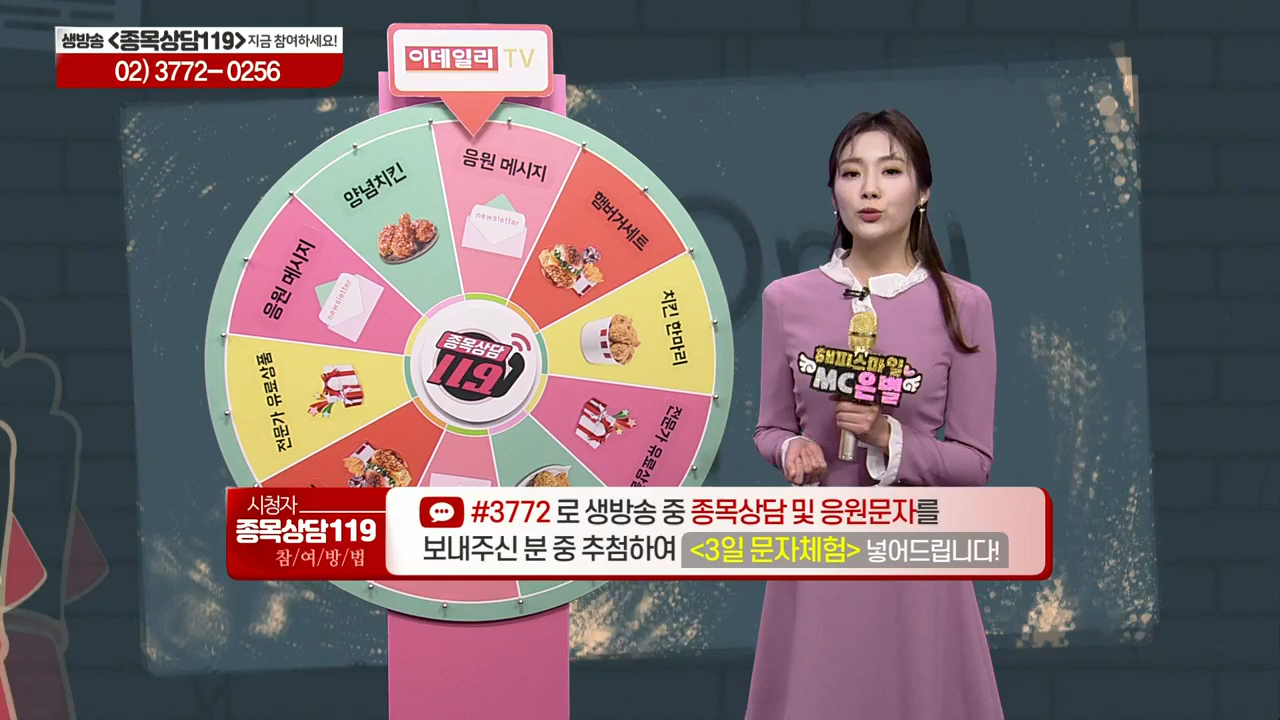 생방송 <종목상담119> 지금 참여하세요!
02) 3772-0256
이데일리 TV
응원 메시지
newsletter
햄버거세트
치킨 한마리
전문가 유료상품
양념치킨
응원 메시지
newsletter
전문가 유료상품
종목상담
119
해피스마일
MC은별
시청자
종목상담119
참/여/방/법
#3772 로 생방송 중 종목상담 및 응원문자를
보내주신 분 중 추첨하여 <3일 문자체험> 넣어드립니다!